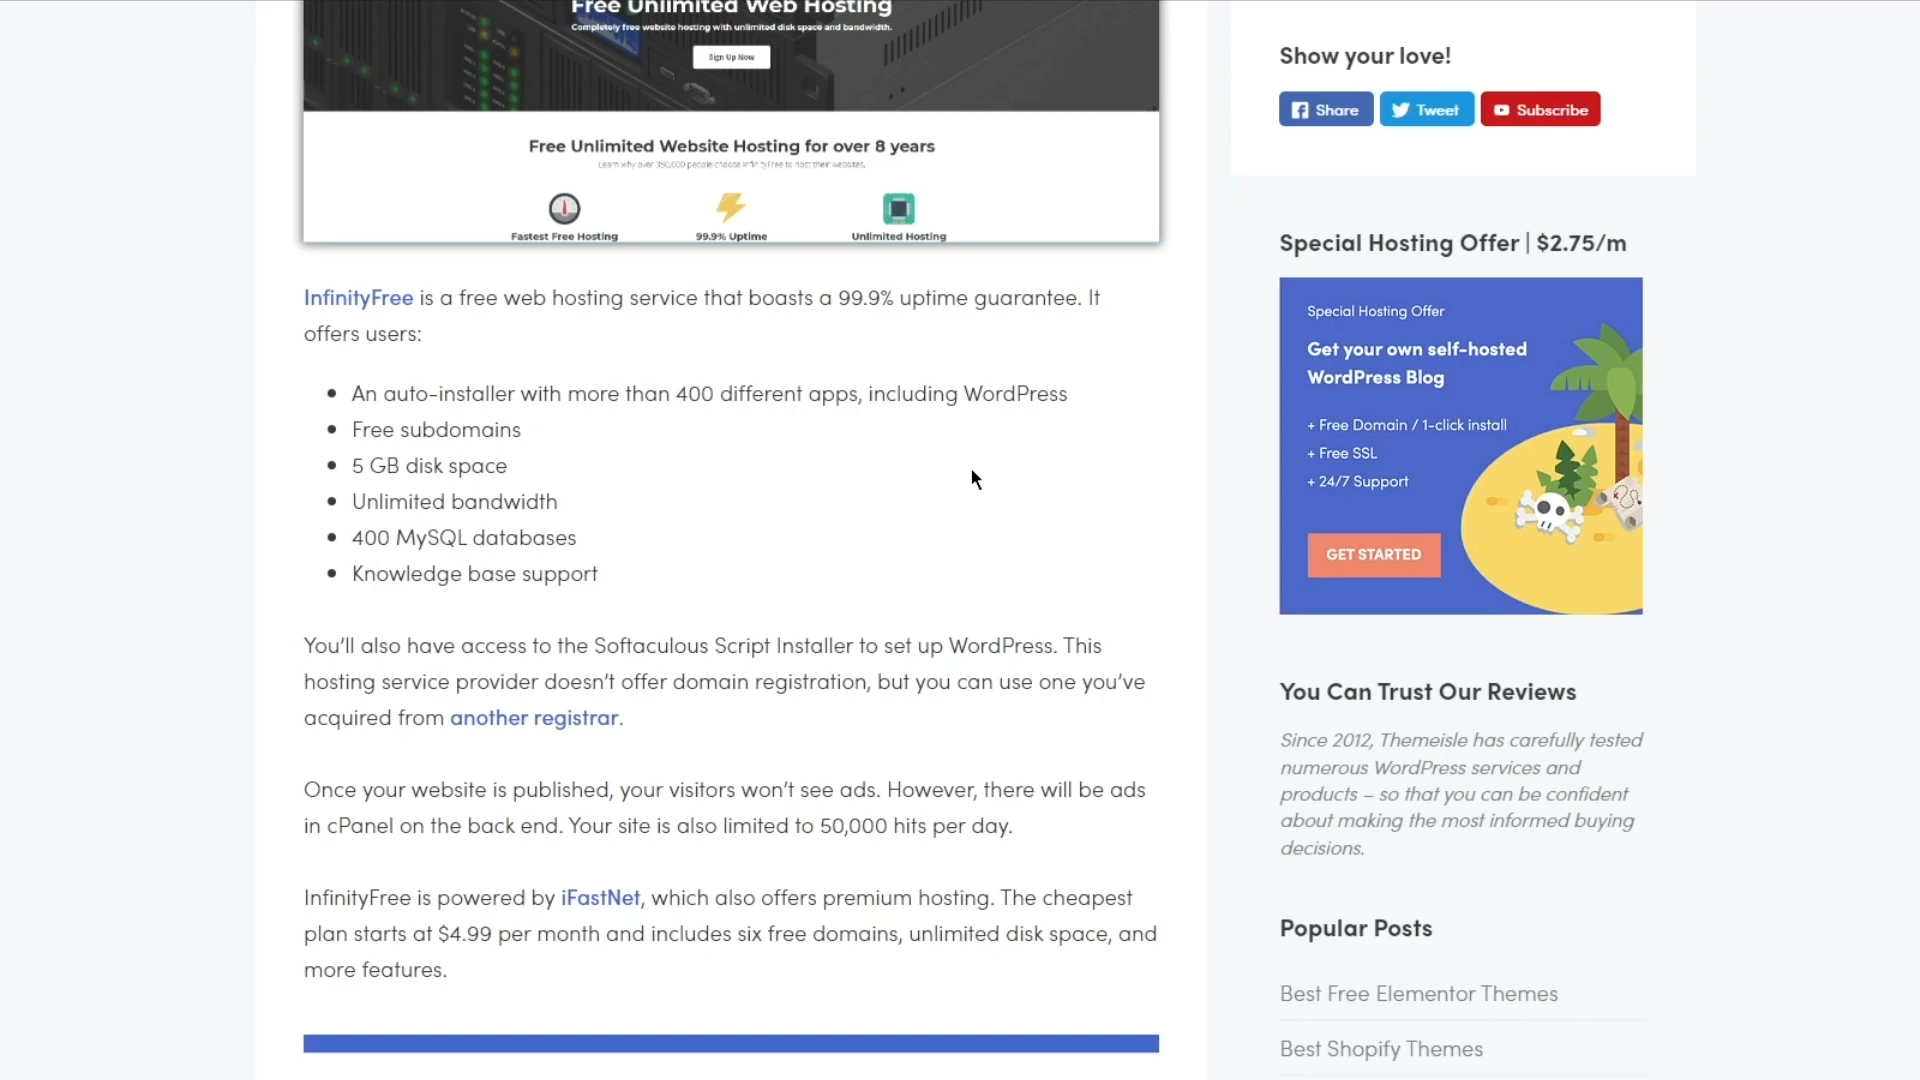 Free Unlimited Web Hosting
Completely free website hosting with unlimited disk space and bandwidth.
Sign Up Now
Free Unlimited Website Hosting for over 8 years
Learn why over 350,000 people choose InfinityFree to host their websites.
Fastest Free Hosting
99.9% Uptime
Unlimited Hosting
InfinityFree is a free web hosting service that boasts a 99.9% uptime guarantee. It
offers users:
An auto-installer with more than 400 different apps, including WordPress
Free subdomains
5 GB disk space
Unlimited bandwidth
400 MySQL databases
Knowledge base support
You’ll also have access to the Softaculous Script Installer to set up WordPress. This
hosting service provider doesn’t offer domain registration, but you can use one you’ve
acquired from another registrar.
Once your website is published, your visitors won’t see ads. However, there will be ads
in cPanel on the back end. Your site is also limited to 50,000 hits per day.
InfinityFree is powered by iFastNet, which also offers premium hosting. The cheapest
plan starts at $4.99 per month and includes six free domains, unlimited disk space, and
more features.
Show your love!
Share
Tweet
Subscribe
Special Hosting Offer | $2.75/m
Special Hosting Offer
Get your own self-hosted
WordPress Blog
+ Free Domain / 1-click install
+ Free SSL
+ 24/7 Support
GET STARTED
You Can Trust Our Reviews
Since 2012, Themeisle has carefully tested
numerous WordPress services and
products – so that you can be confident
about making the most informed buying
decisions.
Popular Posts
Best Free Elementor Themes
Best Shopify Themes